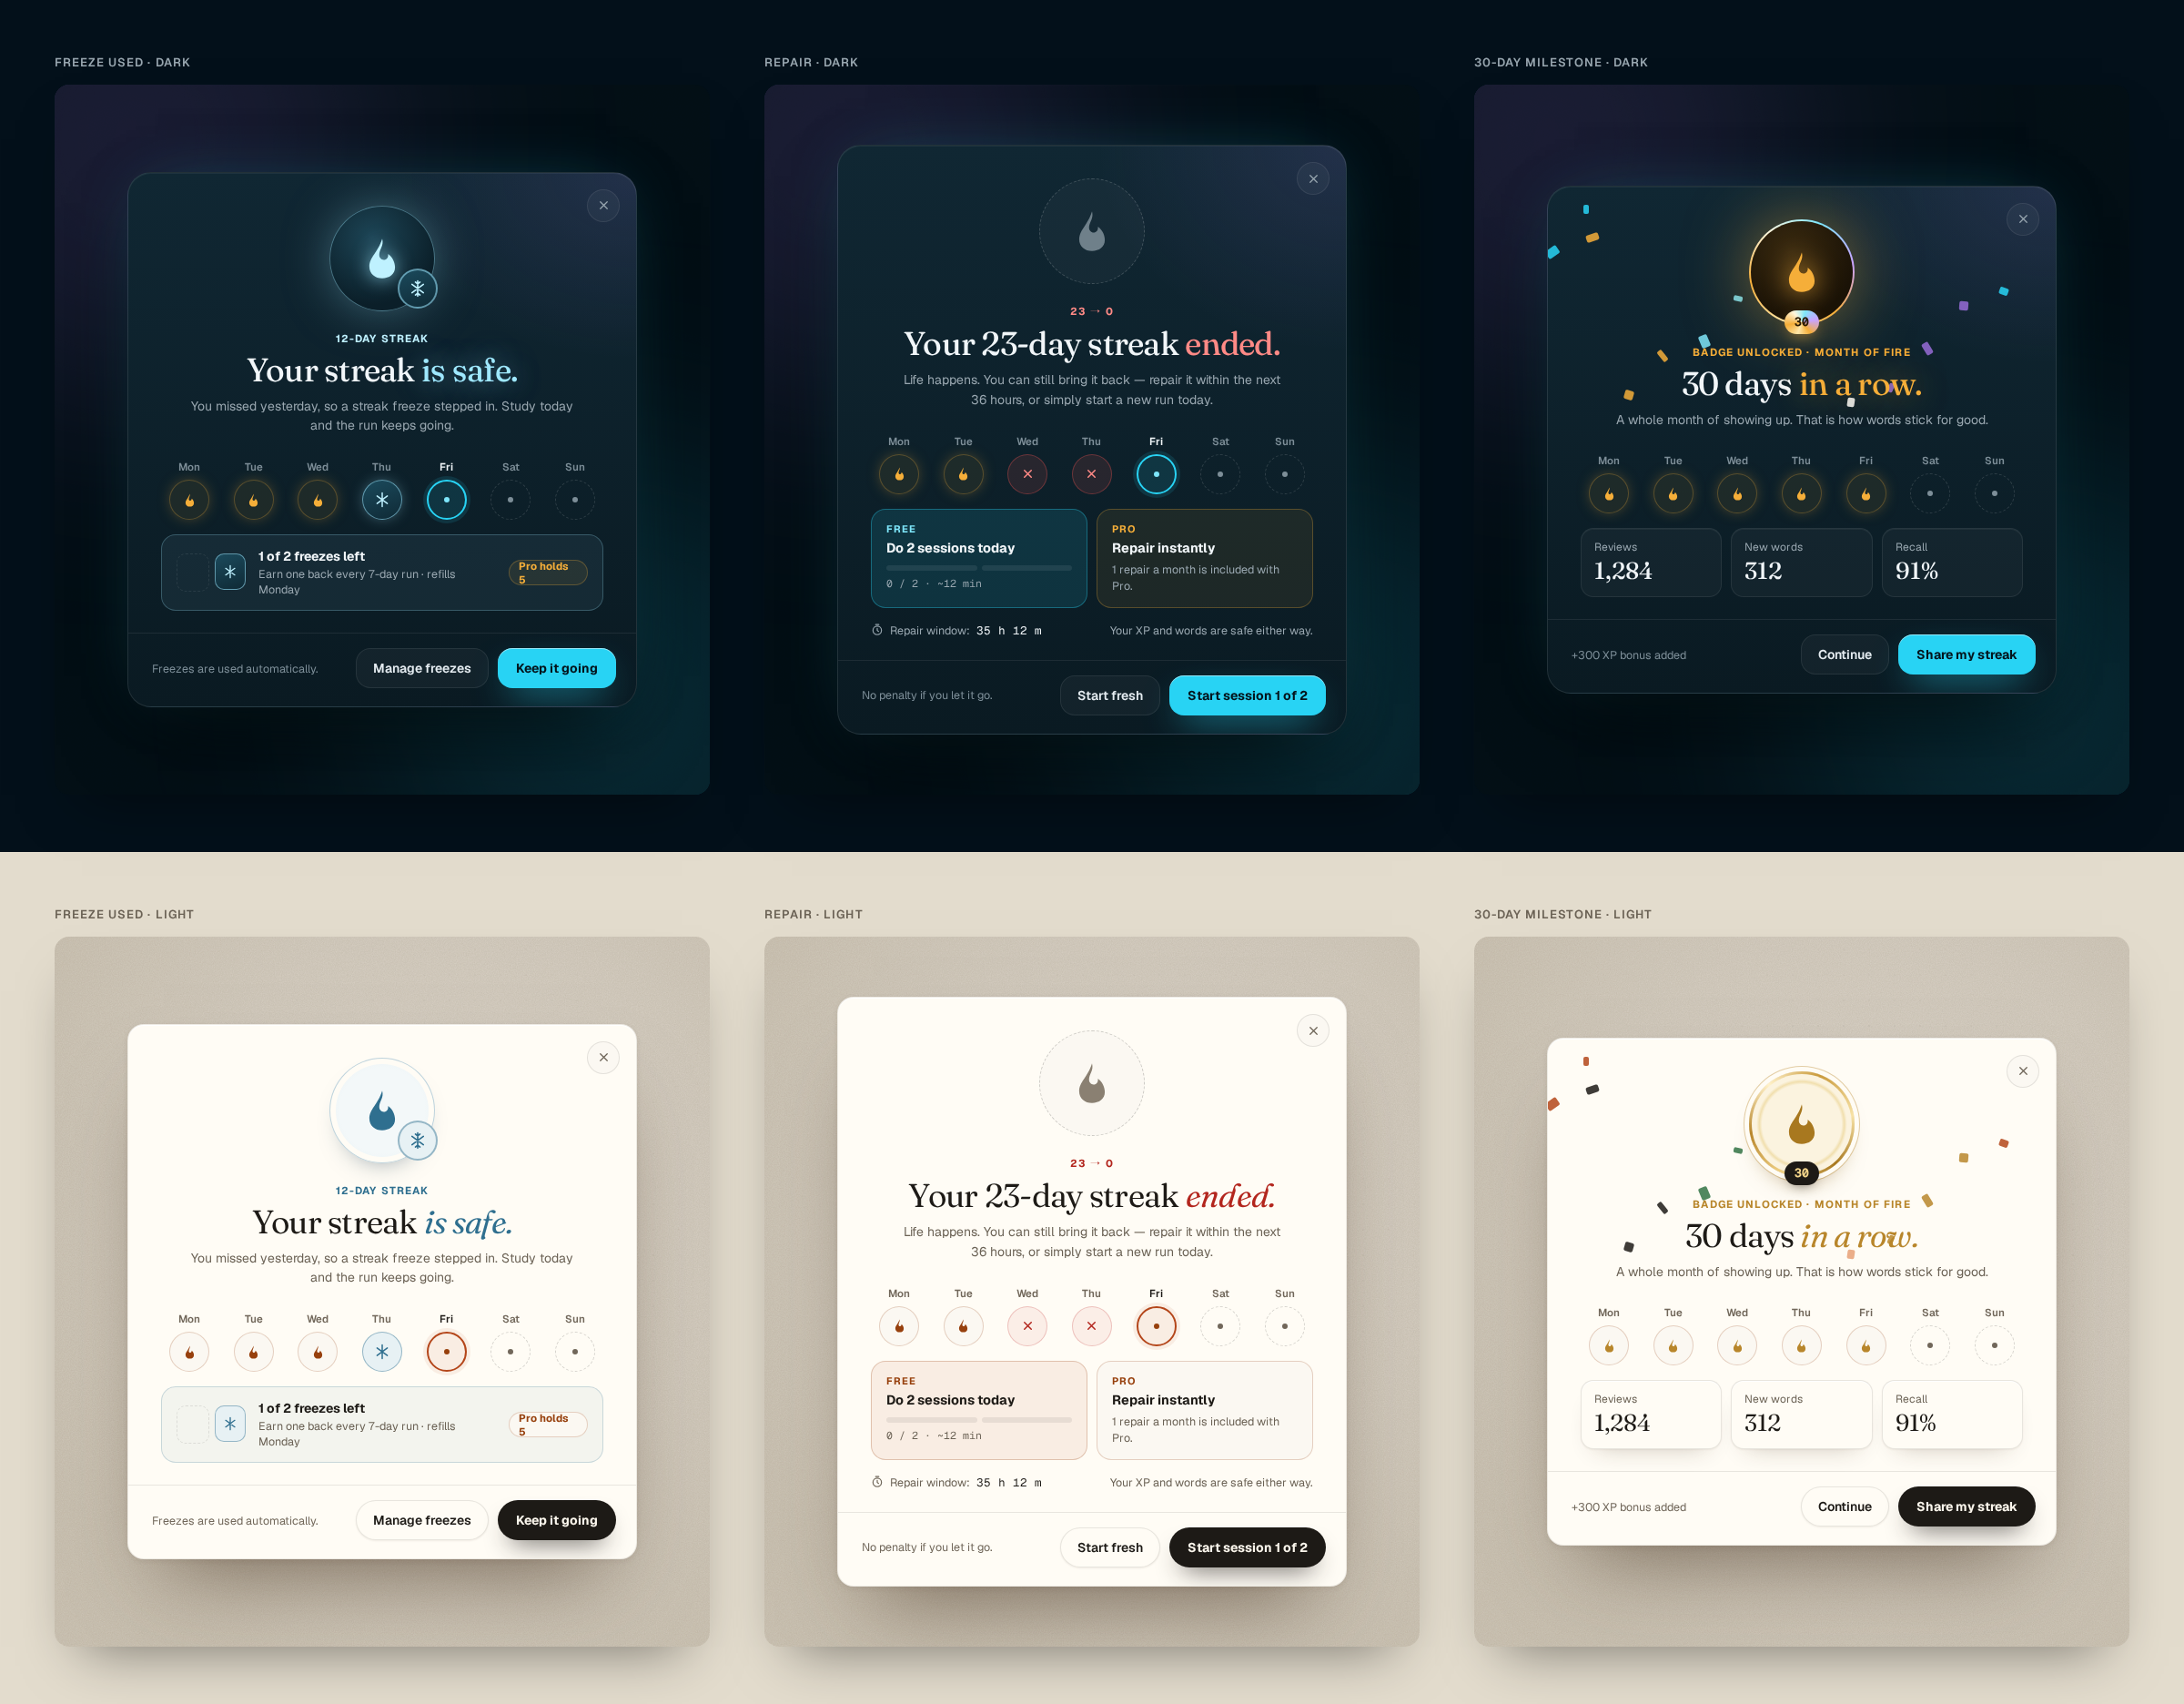 FREEZE USED · DARK
12-DAY STREAK
Your streak is safe.
You missed yesterday, so a streak freeze stepped in. Study today
and the run keeps going.
Mon Tue Wed Thu Fri Sat Sun
1 of 2 freezes left
Earn one back every 7-day run · refills
Monday
Pro holds
5
Freezes are used automatically.
Manage freezes
Keep it going
REPAIR · DARK
23 → 0
Your 23-day streak ended.
Life happens. You can still bring it back — repair it within the next
36 hours, or simply start a new run today.
Mon Tue Wed Thu Fri Sat Sun
FREE
Do 2 sessions today
0 / 2 · ~12 min
PRO
Repair instantly
1 repair a month is included with
Pro.
Repair window: 35 h 12 m
Your XP and words are safe either way.
No penalty if you let it go.
Start fresh
Start session 1 of 2
30-DAY MILESTONE · DARK
30
BADGE UNLOCKED · MONTH OF FIRE
30 days in a row.
A whole month of showing up. That is how words stick for good.
Mon Tue Wed Thu Fri Sat Sun
Reviews
1,284
New words
312
Recall
91%
+300 XP bonus added
Continue
Share my streak
FREEZE USED · LIGHT
12-DAY STREAK
Your streak is safe.
You missed yesterday, so a streak freeze stepped in. Study today
and the run keeps going.
Mon Tue Wed Thu Fri Sat Sun
1 of 2 freezes left
Earn one back every 7-day run · refills
Monday
Pro holds
5
Freezes are used automatically.
Manage freezes
Keep it going
REPAIR · LIGHT
23 → 0
Your 23-day streak ended.
Life happens. You can still bring it back — repair it within the next
36 hours, or simply start a new run today.
Mon Tue Wed Thu Fri Sat Sun
FREE
Do 2 sessions today
0 / 2 · ~12 min
PRO
Repair instantly
1 repair a month is included with
Pro.
Repair window: 35 h 12 m
Your XP and words are safe either way.
No penalty if you let it go.
Start fresh
Start session 1 of 2
30-DAY MILESTONE · LIGHT
30
BADGE UNLOCKED · MONTH OF FIRE
30 days in a row.
A whole month of showing up. That is how words stick for good.
Mon Tue Wed Thu Fri Sat Sun
Reviews
1,284
New words
312
Recall
91%
+300 XP bonus added
Continue
Share my streak